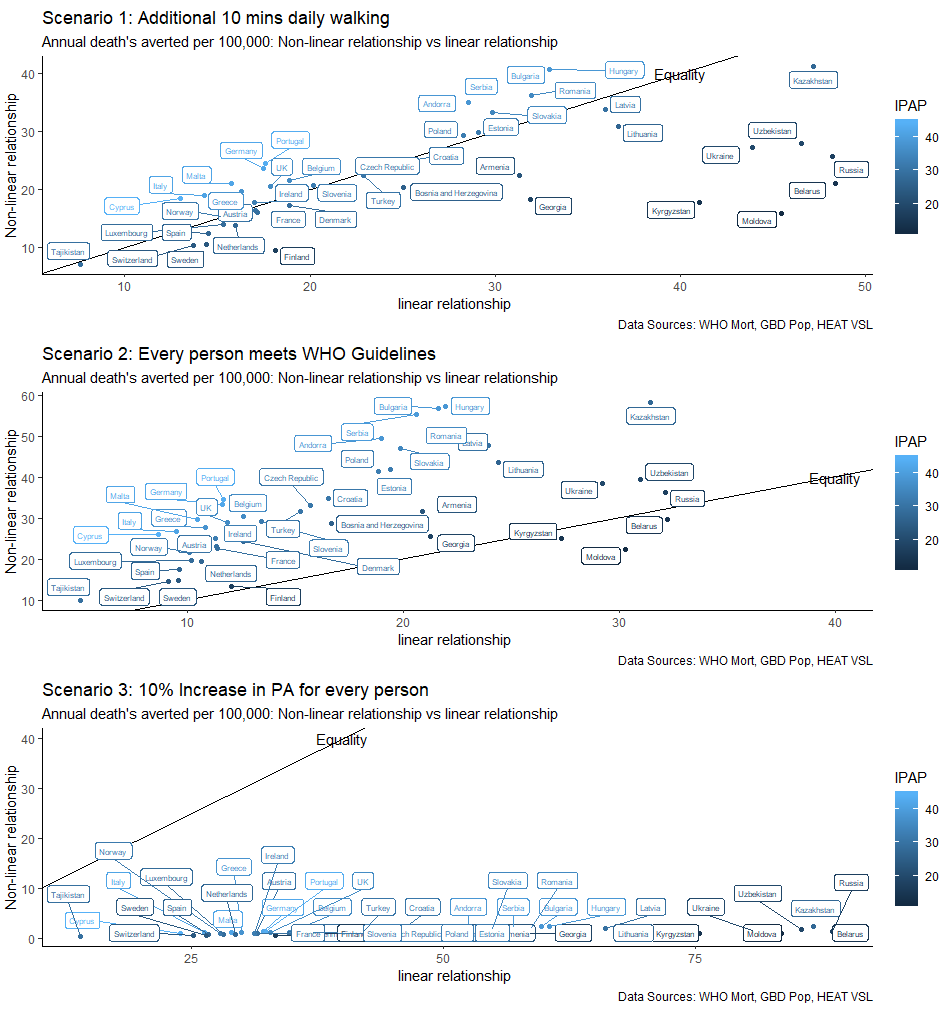 Scenario 1: Additional 10 mins daily walking
Annual death's averted per 100,000: Non-linear relationship vs linear relationship
Non-linear relationship
40
30
20
10
Equality
Hungary
Bulgaria
Kazakhstan
Serbia
Romania
Andorra
Latvia
Slovakia
Poland
Estonia
Lithuania
Uzbekistan
Portugal
Germany
Ukraine
Croatia
UK
Belgium
Czech Republic
Armenia
Russia
Malta
Italy
Ireland
Slovenia
Bosnia and Herzegovina
Belarus
Cyprus
Greece
Turkey
Norway
Austria
Georgia
Kyrgyzstan
France
Denmark
Moldova
Luxembourg
Spain
Netherlands
Tajikistan
Switzerland
Sweden
Finland
10
20
30
40
50
linear relationship
IPAP
40
30
20
Data Sources: WHO Mort, GBD Pop, HEAT VSL
Scenario 2: Every person meets WHO Guidelines
Annual death's averted per 100,000: Non-linear relationship vs linear relationship
Non-linear relationship
60
50
40
30
20
10
Bulgaria
Hungary
Kazakhstan
Serbia
Romania
Latvia
Andorra
Poland
Slovakia
Lithuania
Uzbekistan
Equality
Portugal
Czech Republic
Germany
Estonia
Ukraine
Malta
Croatia
Russia
UK
Belgium
Armenia
Italy
Greece
Bosnia and Herzegovina
Belarus
Cyprus
Ireland
Turkey
Kyrgyzstan
Norway
Austria
Slovenia
Georgia
Luxembourg
France
Moldova
Spain
Netherlands
Denmark
Tajikistan
Switzerland
Sweden
Finland
10
20
30
40
linear relationship
IPAP
40
30
20
Data Sources: WHO Mort, GBD Pop, HEAT VSL
Scenario 3: 10% Increase in PA for every person
Annual death's averted per 100,000: Non-linear relationship vs linear relationship
Non-linear relationship
40
30
20
10
0
Equality
Norway
Ireland
Greece
Italy
Luxembourg
Austria
Portugal
UK
Slovakia
Romania
Russia
Tajikistan
Netherlands
Uzbekistan
Sweden
Spain
Germany
Belgium
Turkey
Croatia
Andorra
Serbia
Bulgaria
Hungary
Latvia
Ukraine
Kazakhstan
Cyprus
Malta
Switzerland
France
Finland
Slovenia
ch Republic
Poland
Estonia
menia
Georgia
Lithuania
Kyrgyzstan
Moldova
Belarus
25
50
75
linear relationship
IPAP
40
30
20
Data Sources: WHO Mort, GBD Pop, HEAT VSL